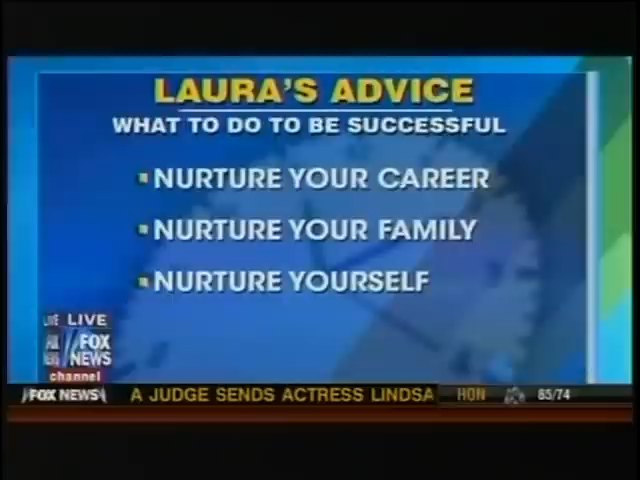 LAURA'S ADVICE
WHAT TO DO TO BE SUCCESSFUL
NURTURE YOUR CAREER
NURTURE YOUR FAMILY
NURTURE YOURSELF
LIVE
FOX
NEWS
channel
FOX NEWS
A JUDGE SENDS ACTRESS LINDSA
HON 85/74